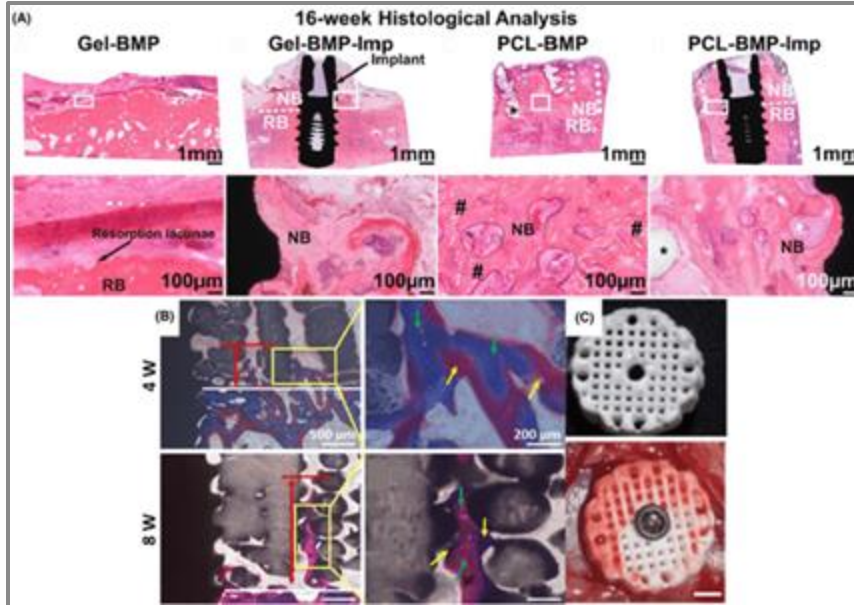 16-week Histological Analysis
(A)
Gel-BMP
Gel-BMP-Imp
PCL-BMP
PCL-BMP-Imp
Implant
NB
RB
NB
RB
NB
RB
1mm
1mm
1mm
1mm
*
Resorption lacunae
RB
NB
#
#
#
NB
*
NB
100μm
100μm
100μm
100μm
(B)
(C)
4 W
500 μm
200 μm
8 W